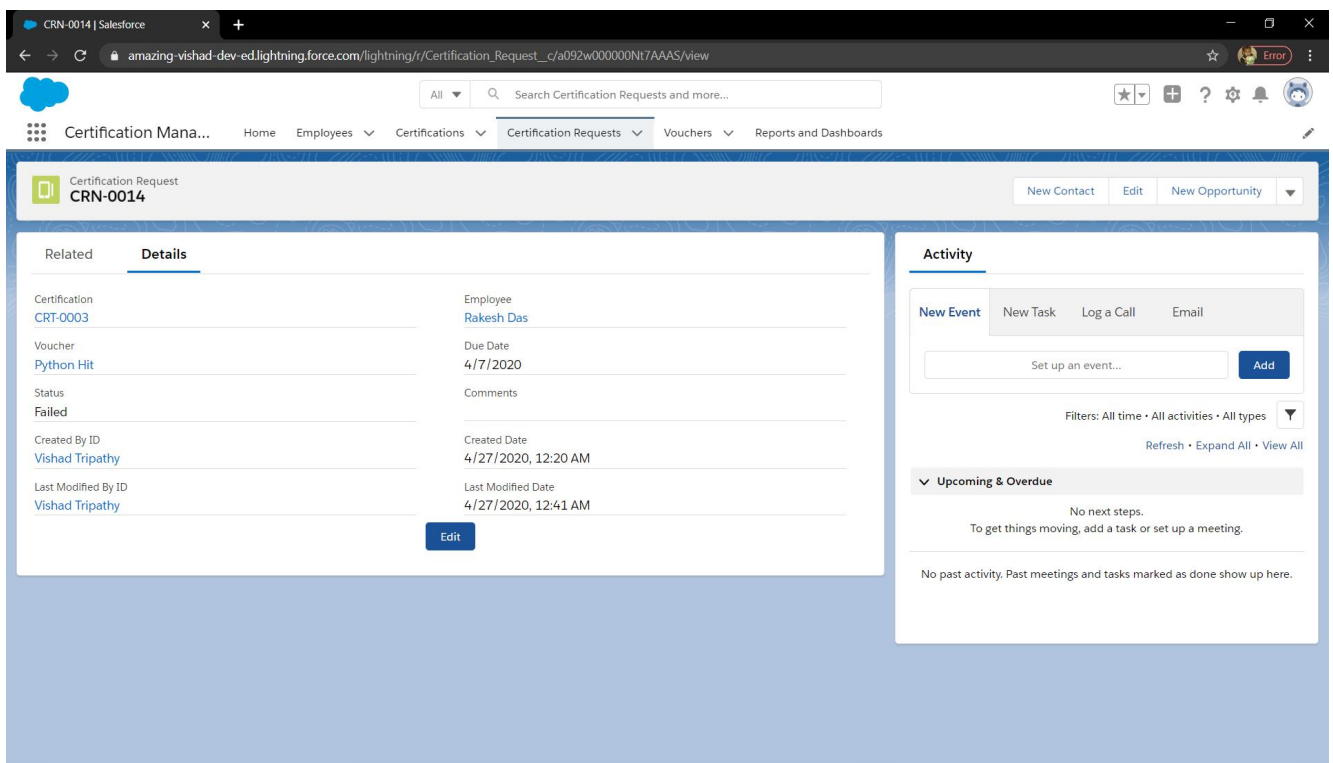 CRN-0014 | Salesforce
amazing-vishad-dev-ed.lightning.force.com/lightning/r/Certification_Request__c/a092w000000Nt7AAAS/view
Error
All
Search Certification Requests and more...
Certification Mana...
Home
Employees
Certifications
Certification Requests
Vouchers
Reports and Dashboards
Certification Request
CRN-0014
New Contact
Edit
New Opportunity
Related
Details
Certification
CRT-0003
Employee
Rakesh Das
Voucher
Python Hit
Due Date
4/7/2020
Status
Failed
Comments
Created By ID
Vishad Tripathy
Created Date
4/27/2020, 12:20 AM
Last Modified By ID
Vishad Tripathy
Last Modified Date
4/27/2020, 12:41 AM
Edit
Activity
New Event
New Task
Log a Call
Email
Set up an event...
Add
Filters: All time • All activities • All types
Refresh • Expand All • View All
Upcoming & Overdue
No next steps.
To get things moving, add a task or set up a meeting.
No past activity. Past meetings and tasks marked as done show up here.